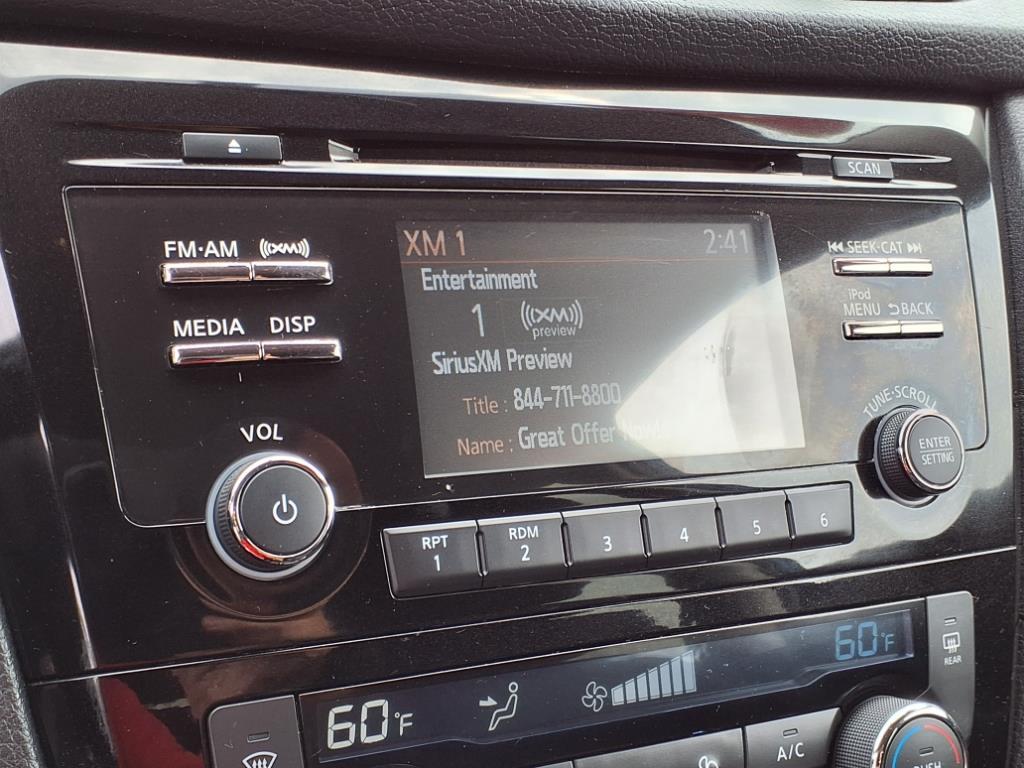 SCAN
FM·AM ((XM))
XM 1 2:41
SEEK·CAT
Entertainment
1 ((XM))
preview
iPod
MENU BACK
MEDIA DISP
SiriusXM Preview
Title : 844-711-8800
TUNE·SCROLL
Name : Great Offer Now!
ENTER
SETTING
VOL
RPT
1
RDM
2
3
4
5
6
60°F
60°F
REAR
A/C
PUSH